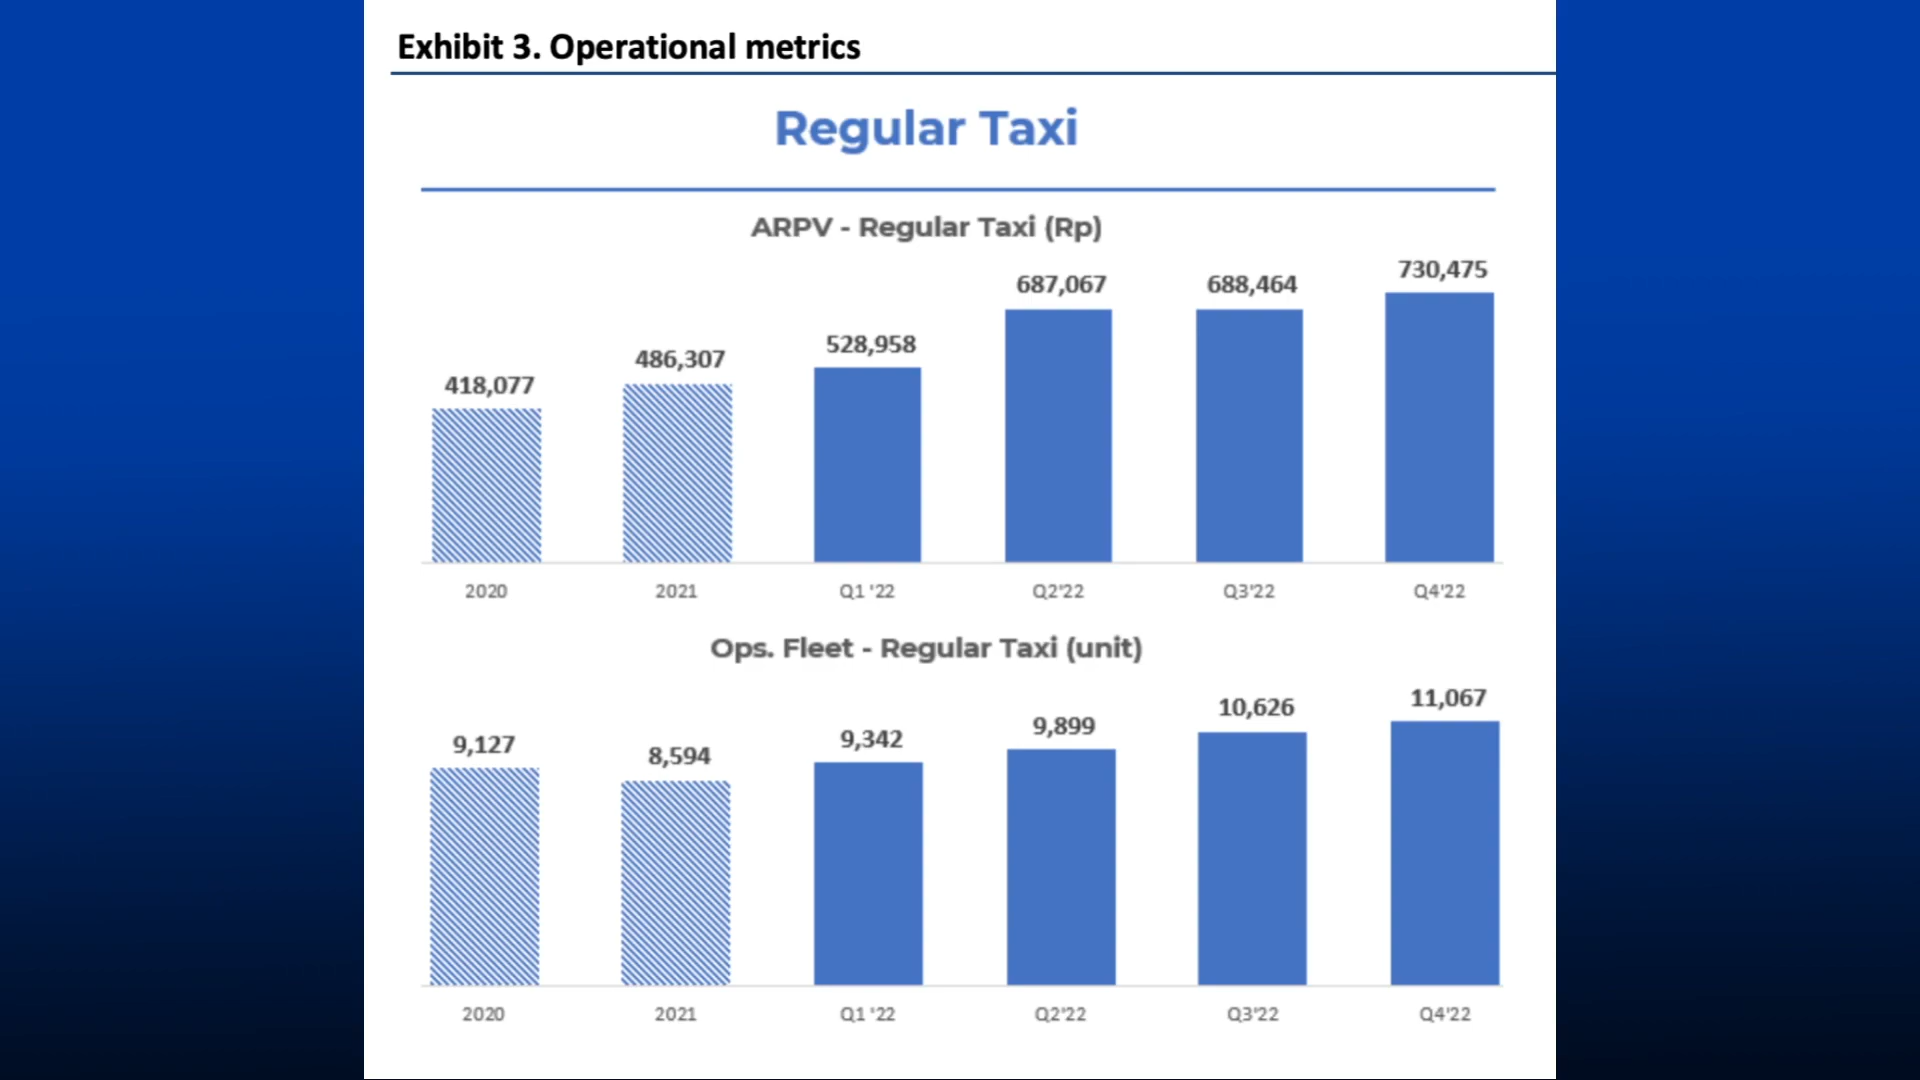 Exhibit 3. Operational metrics
Regular Taxi
ARPV - Regular Taxi (Rp)
418,077
486,307
528,958
687,067
688,464
730,475
2020
2021
Q1 '22
Q2'22
Q3'22
Q4'22
Ops. Fleet - Regular Taxi (unit)
9,127
8,594
9,342
9,899
10,626
11,067
2020
2021
Q1 '22
Q2'22
Q3'22
Q4'22